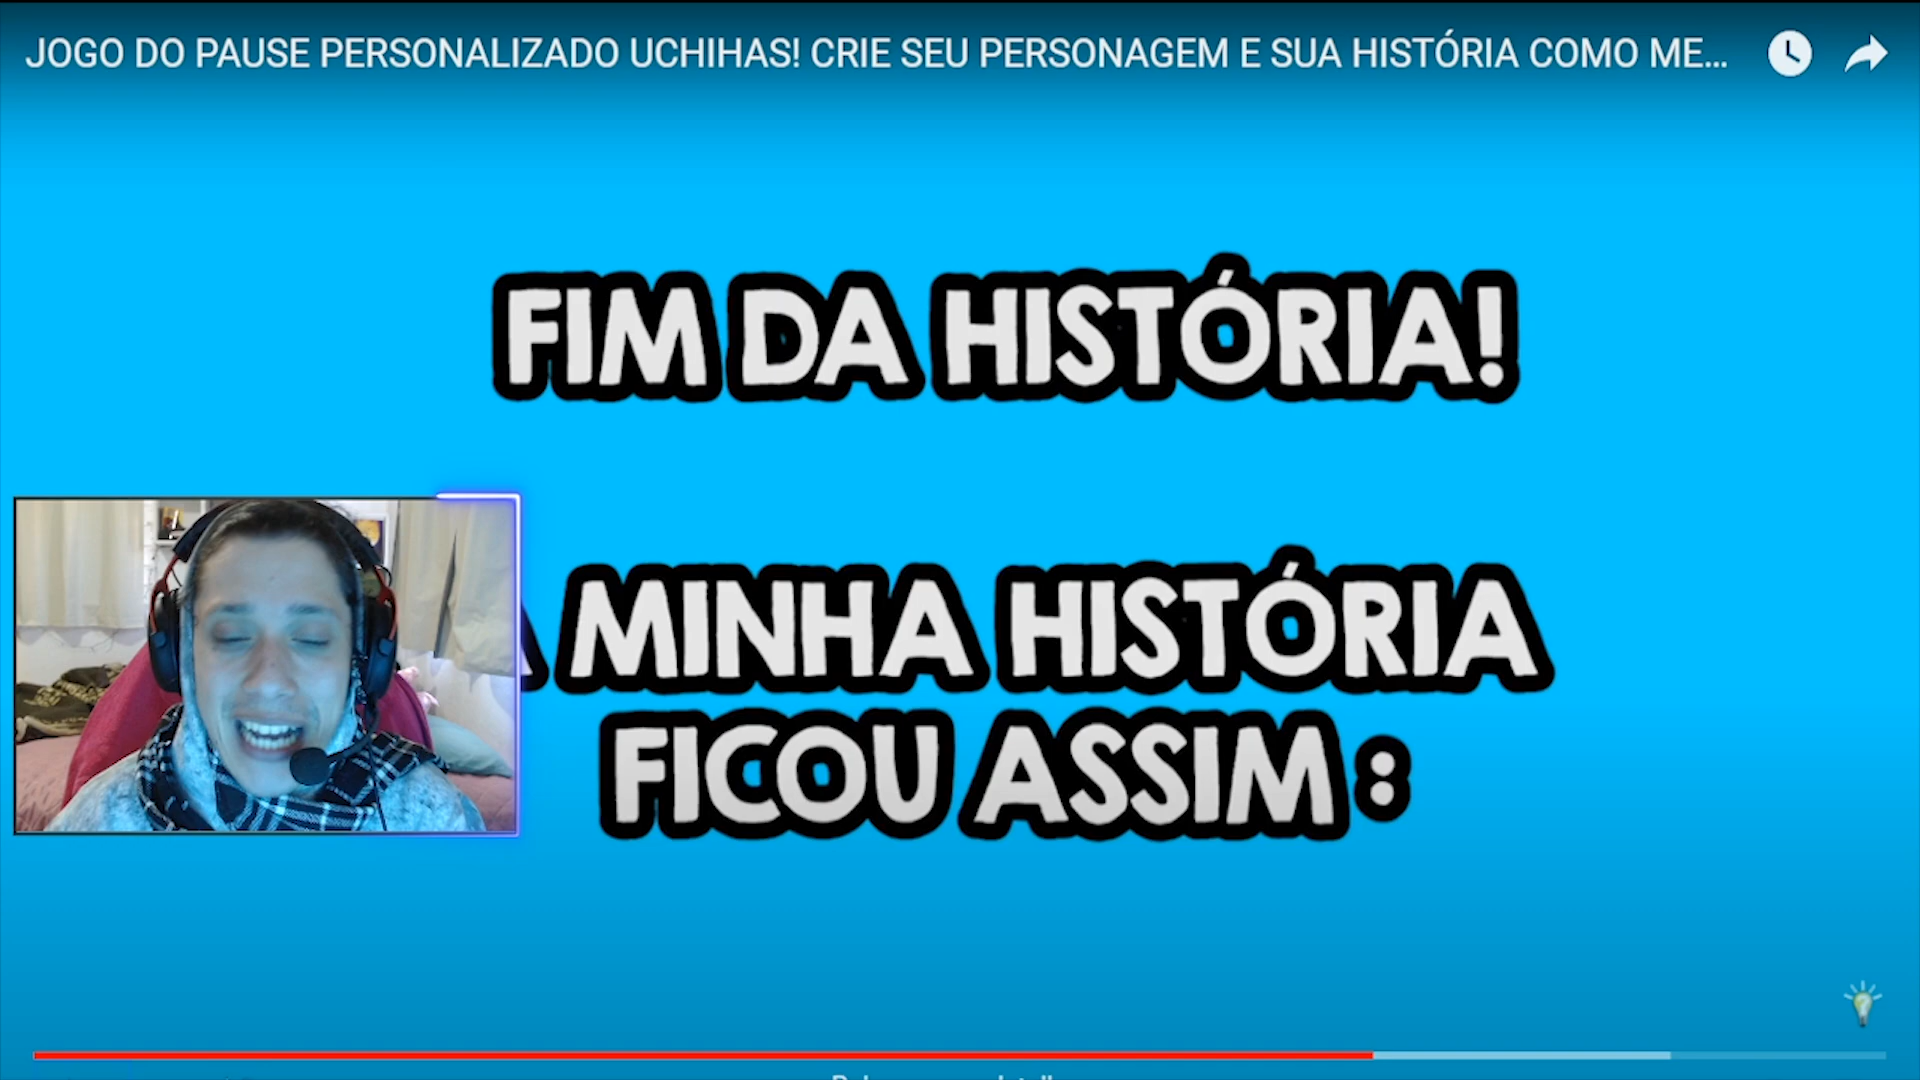 JOGO DO PAUSE PERSONALIZADO UCHIHAS! CRIE SEU PERSONAGEM E SUA HISTÓRIA COMO ME...
FIM DA HISTÓRIA!
A MINHA HISTÓRIA
FICOU ASSIM :